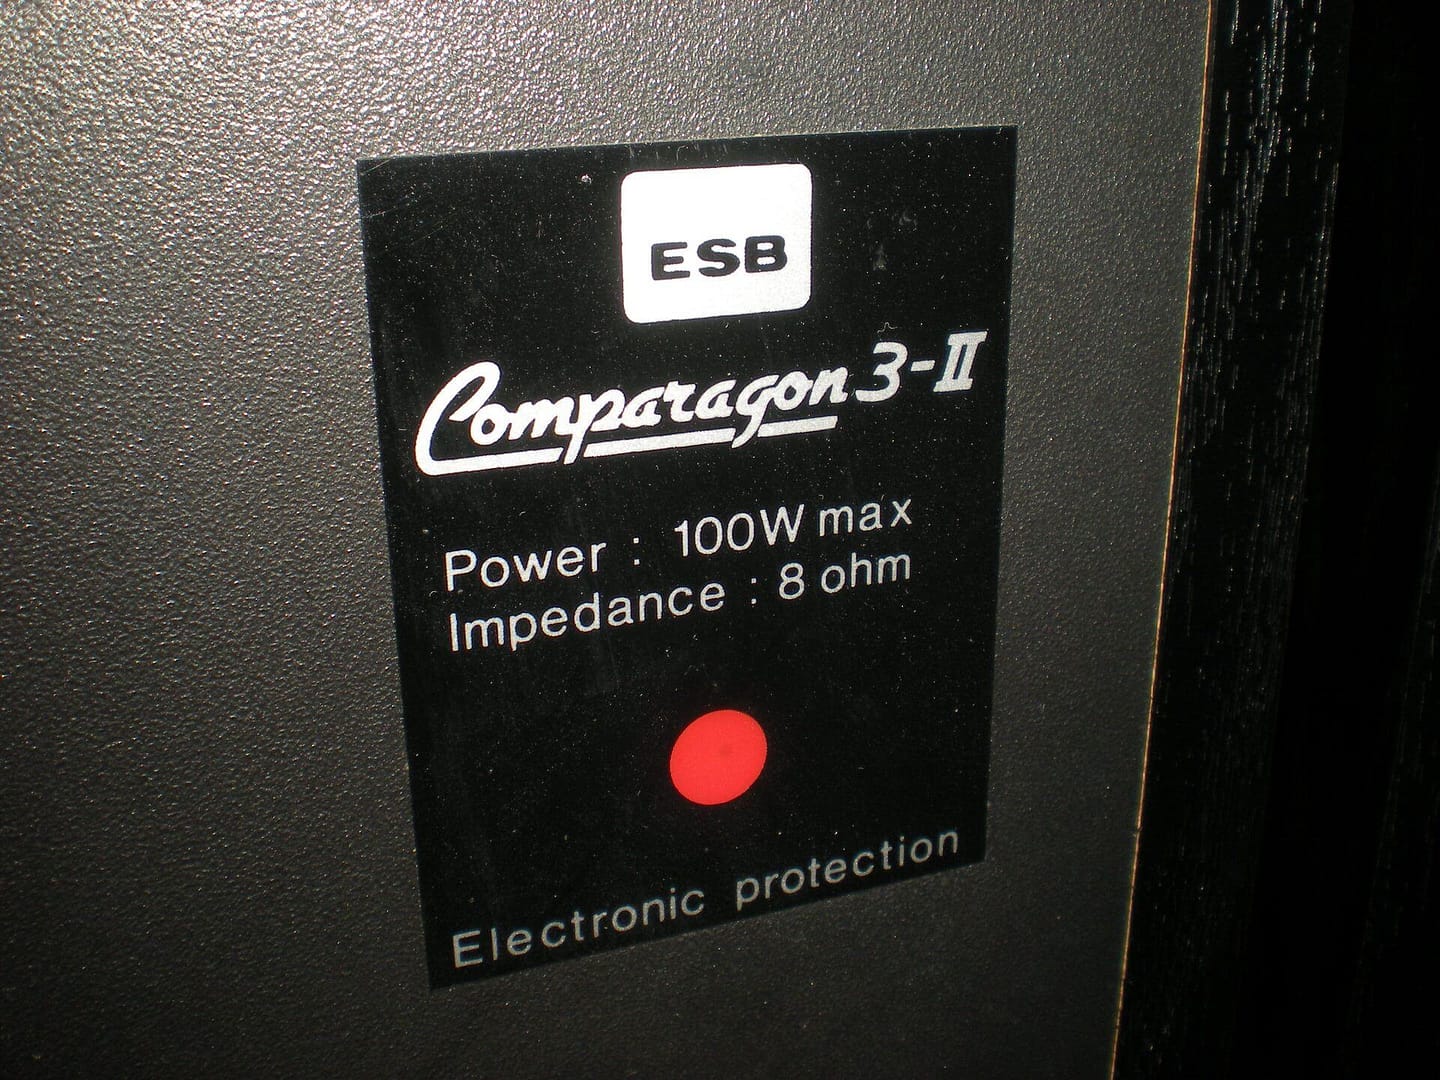 ESB
Comparagon 3-II
Power : 100W max
Impedance : 8 ohm
Electronic protection